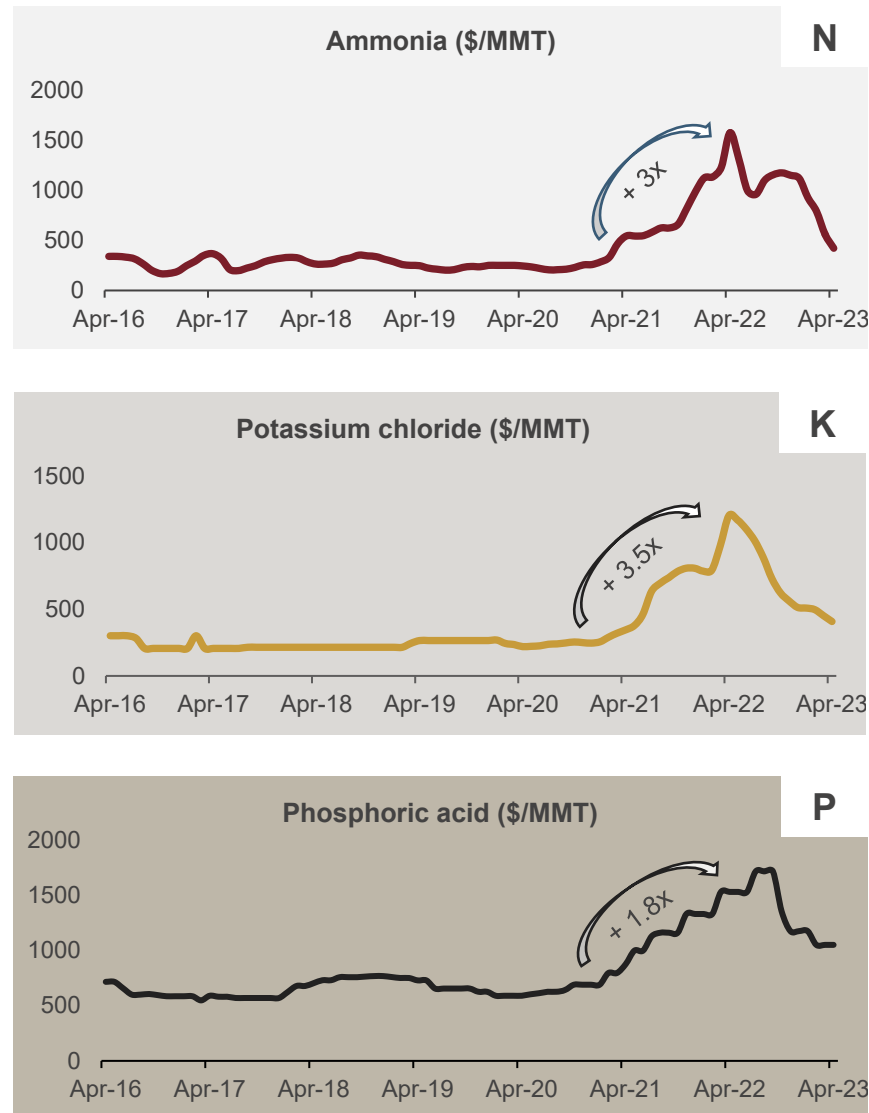 Ammonia ($/MMT)
N
2000
1500
1000
500
0
+ 3x
Apr-16 Apr-17 Apr-18 Apr-19 Apr-20 Apr-21 Apr-22 Apr-23
Potassium chloride ($/MMT)
K
1500
1000
500
0
+ 3.5x
Apr-16 Apr-17 Apr-18 Apr-19 Apr-20 Apr-21 Apr-22 Apr-23
Phosphoric acid ($/MMT)
P
2000
1500
1000
500
0
+ 1.8x
Apr-16 Apr-17 Apr-18 Apr-19 Apr-20 Apr-21 Apr-22 Apr-23